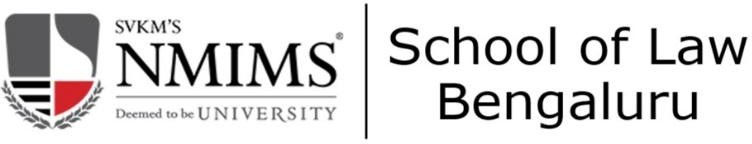 SVKM'S
NMIMS®
Deemed to be UNIVERSITY
School of Law
Bengaluru